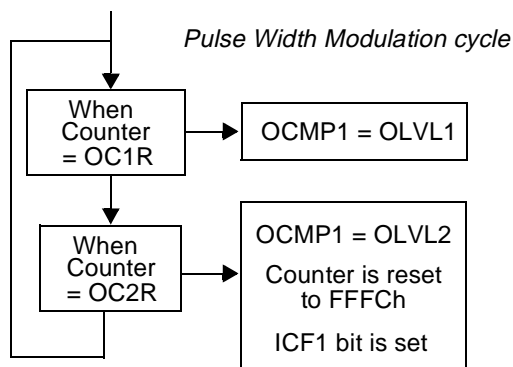 Pulse Width Modulation cycle
When
Counter
= OC1R
OCMP1 = OLVL1
When
Counter
= OC2R
OCMP1 = OLVL2
Counter is reset
to FFFCh
ICF1 bit is set